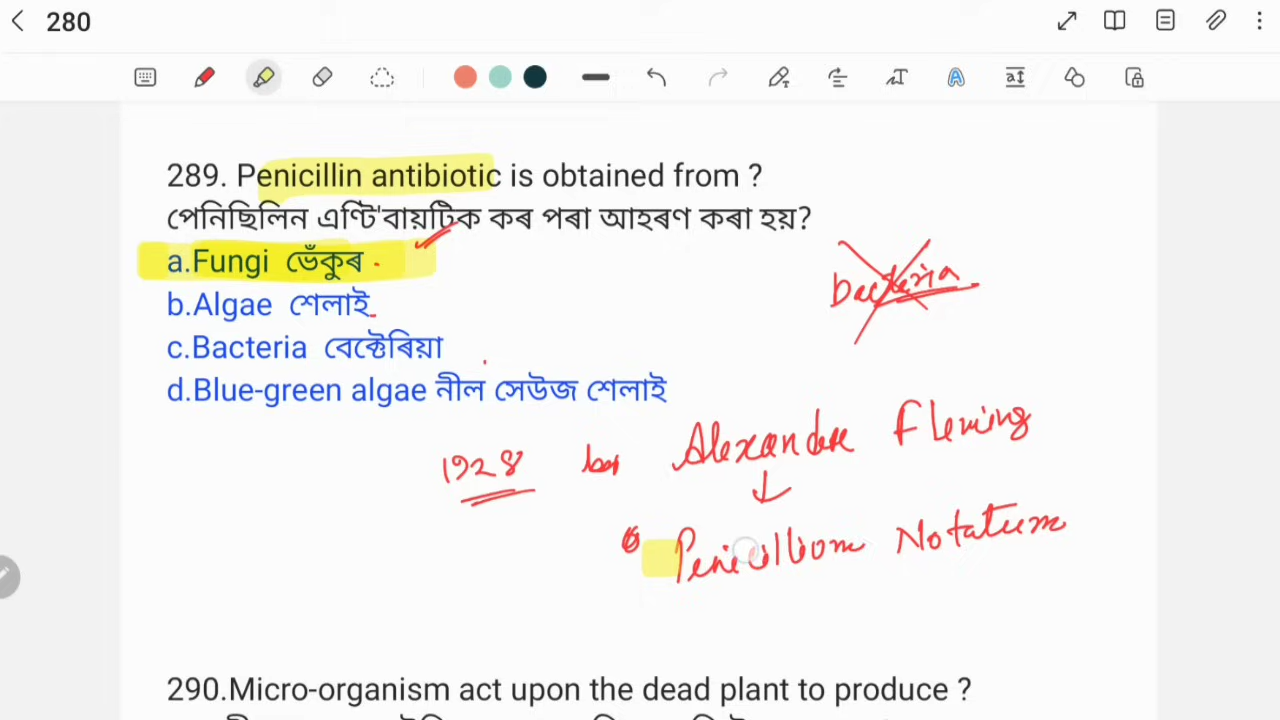 280
289. Penicillin antibiotic is obtained from ?
পেনিছিলিন এণ্টি'বায়টিক কৰ পৰা আহৰণ কৰা হয়?
a.Fungi ভেঁকুৰ
b.Algae শেলাই
c.Bacteria বেক্টেৰিয়া
d.Blue-green algae নীল সেউজ শেলাই
bacteria
1928 Alexander Fleming
Penicillium Notatum
290.Micro-organism act upon the dead plant to produce ?